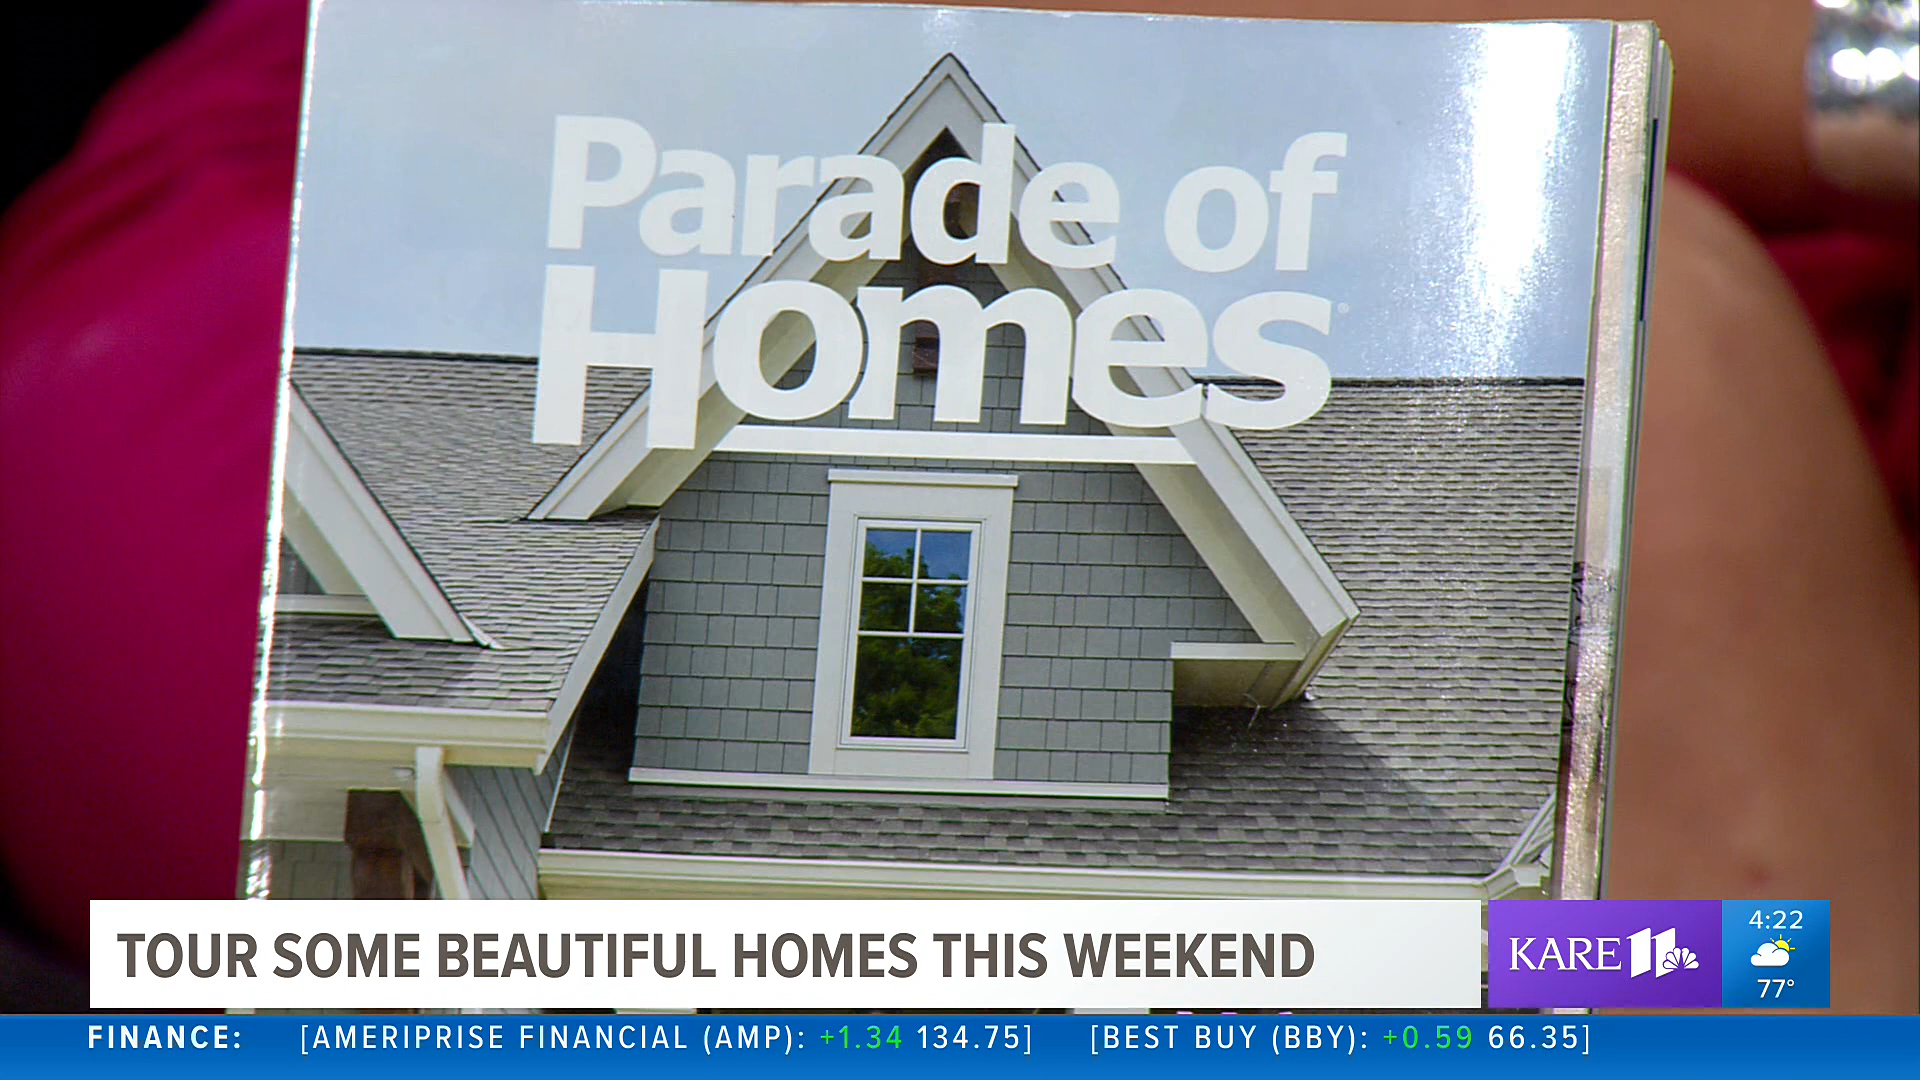 Parade of
Homes®
TOUR SOME BEAUTIFUL HOMES THIS WEEKEND
KARE 11
4:22
77°
FINANCE: [AMERIPRISE FINANCIAL (AMP): +1.34 134.75] [BEST BUY (BBY): +0.59 66.35]